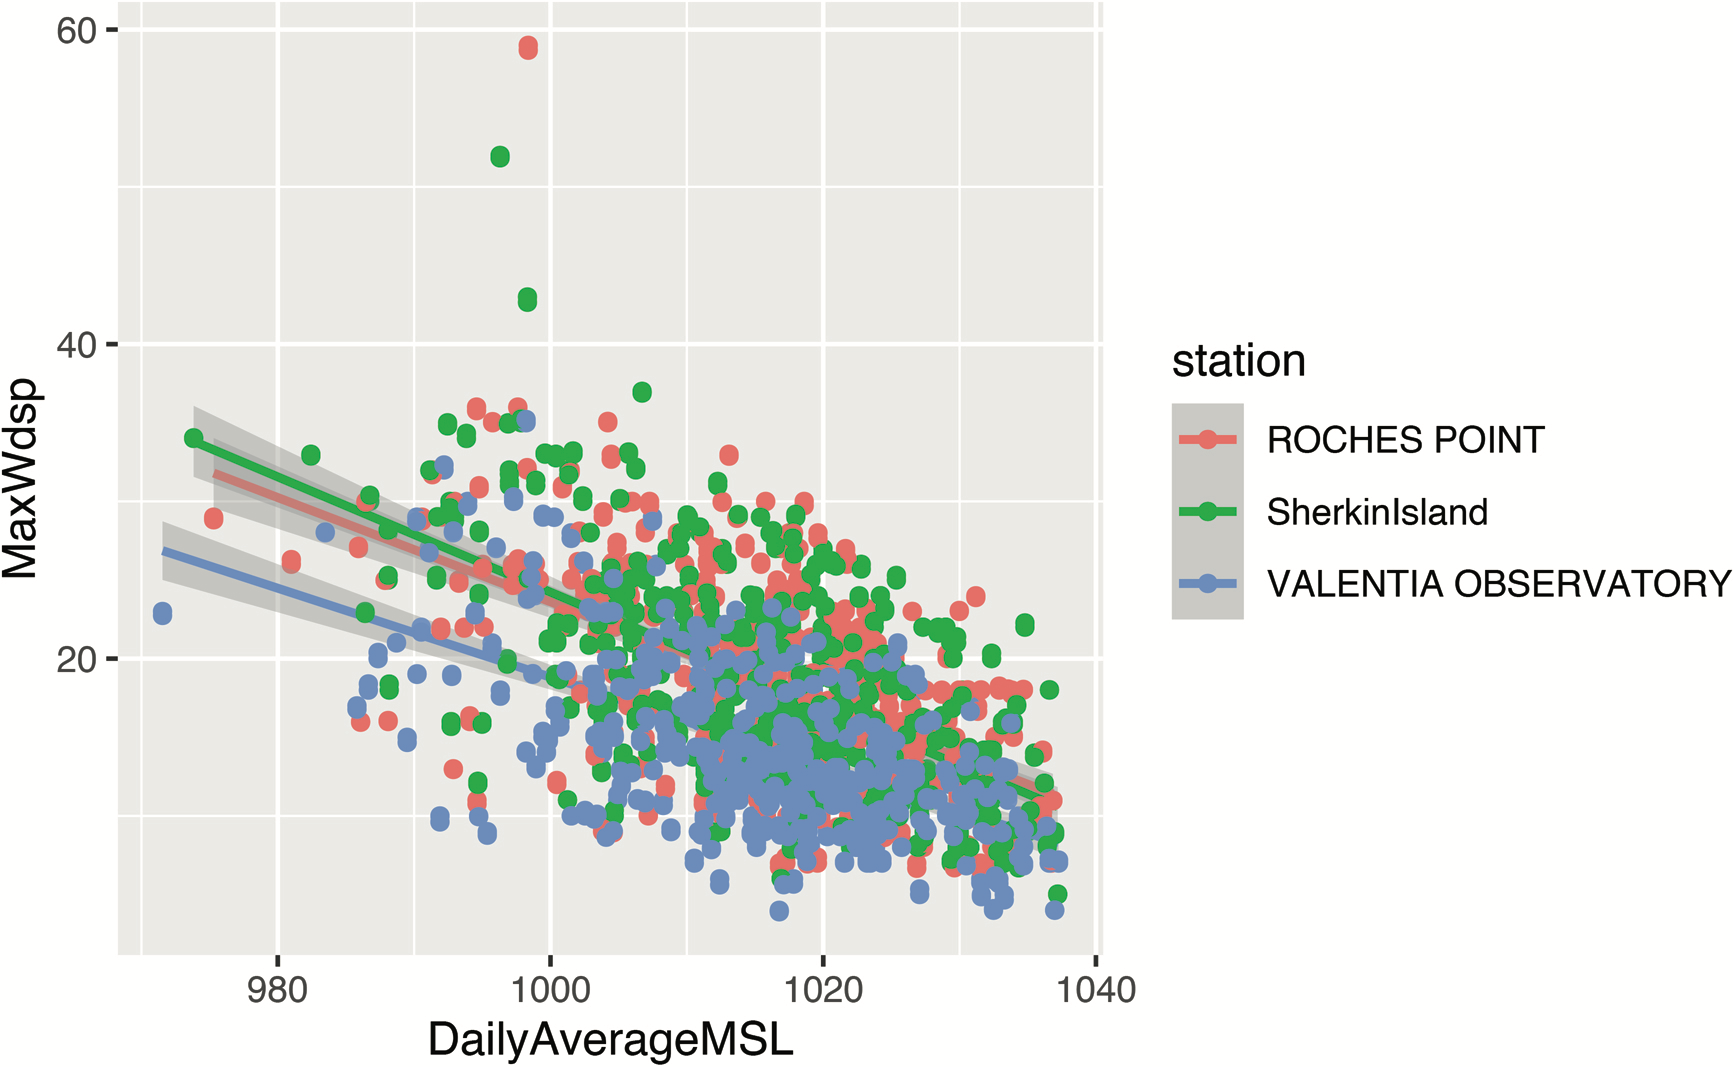 60
40
20
MaxWdsp
980 1000 1020 1040
DailyAverageMSL
station
ROCHES POINT
SherkinIsland
VALENTIA OBSERVATORY